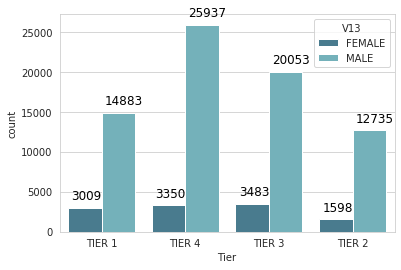 25937
20053
14883
12735
3009
3350
3483
1598
V13
FEMALE
MALE
25000
20000
15000
10000
5000
0
count
TIER 1
TIER 4
TIER 3
TIER 2
Tier